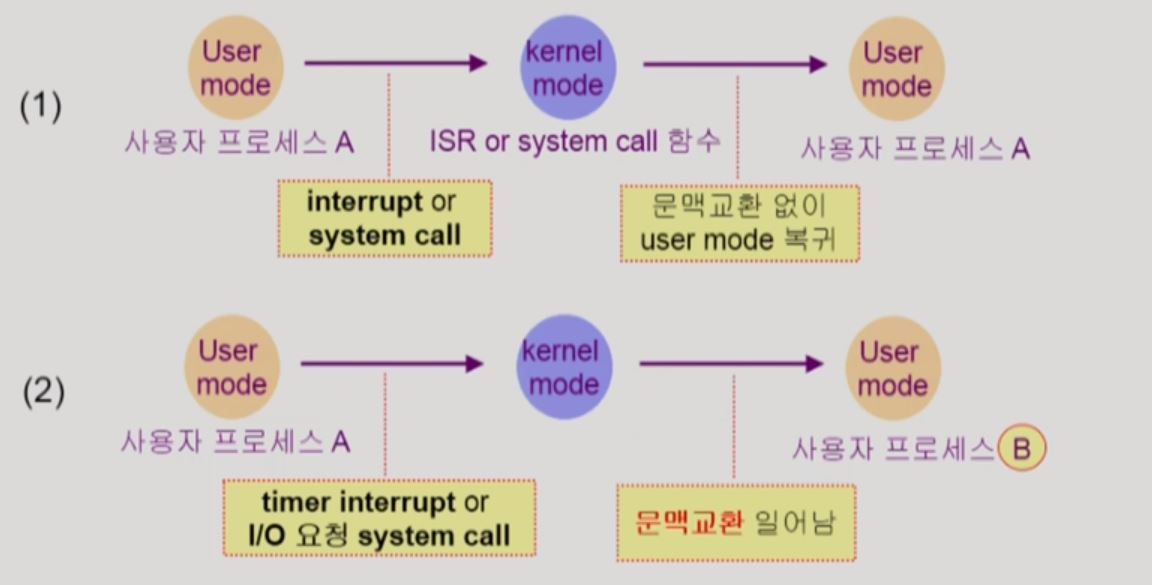 (1)
User
mode
사용자 프로세스 A
kernel
mode
ISR or system call 함수
User
mode
사용자 프로세스 A
interrupt or
system call
문맥교환 없이
user mode 복귀
(2)
User
mode
사용자 프로세스 A
kernel
mode
User
mode
사용자 프로세스 B
timer interrupt or
I/O 요청 system call
문맥교환 일어남